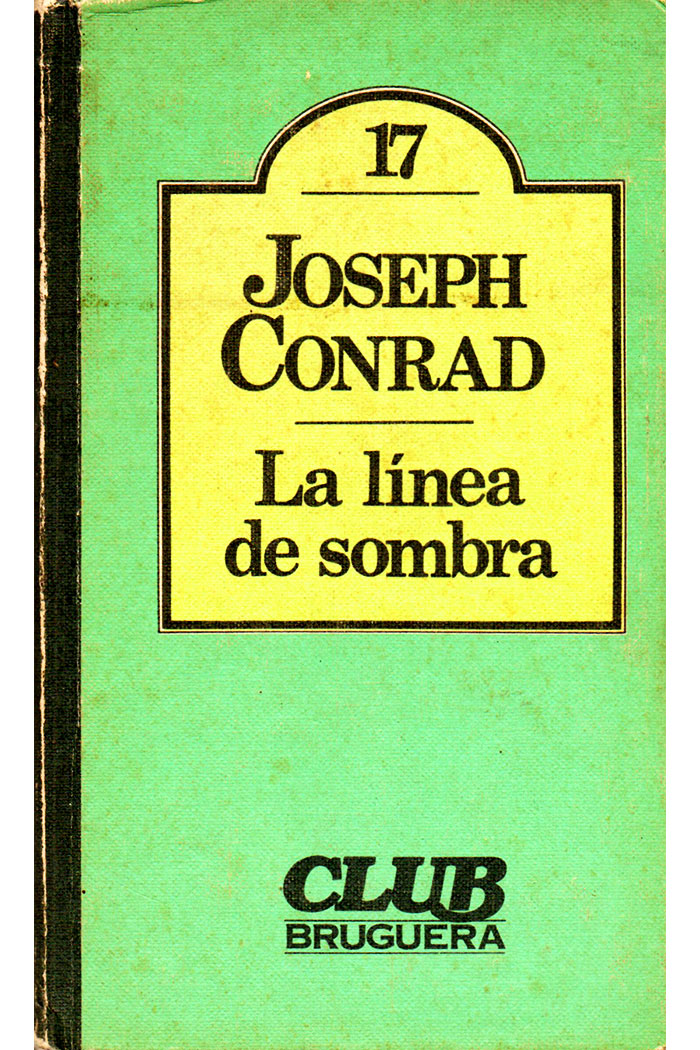 17
JOSEPH
CONRAD
La línea
de sombra
CLUB
BRUGUERA